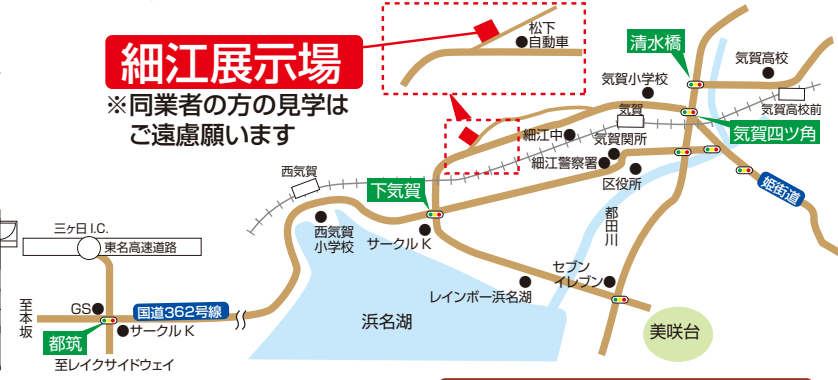 松下
自動車
細江展示場
※同業者の方の見学は
ご遠慮願います
清水橋
気賀高校
気賀小学校
気賀高校前
気賀
細江中
気賀関所
気賀四ツ角
細江警察署
区役所
西気賀
下気賀
姫街道
都田川
西気賀
小学校
サークルK
三ヶ日I.C.
東名高速道路
セブン
イレブン
レインボー浜名湖
至本坂
GS
国道362号線
サークルK
浜名湖
美咲台
都筑
至レイクサイドウェイ